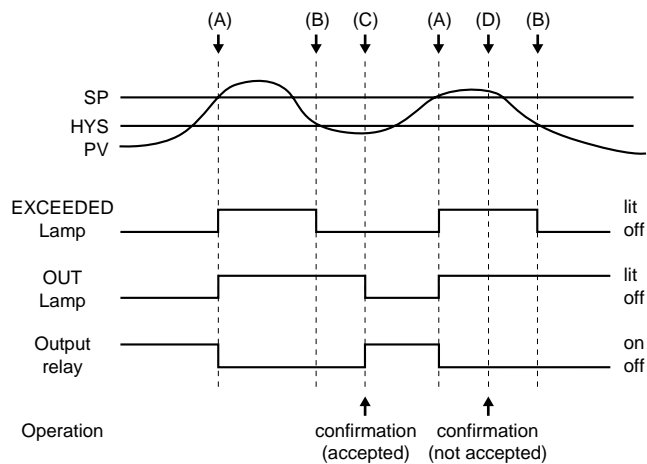 (A) (B) (C) (A) (D) (B)
SP
HYS
PV
EXCEEDED
Lamp
lit
off
OUT
Lamp
lit
off
Output
relay
on
off
Operation
confirmation
(accepted)
confirmation
(not accepted)